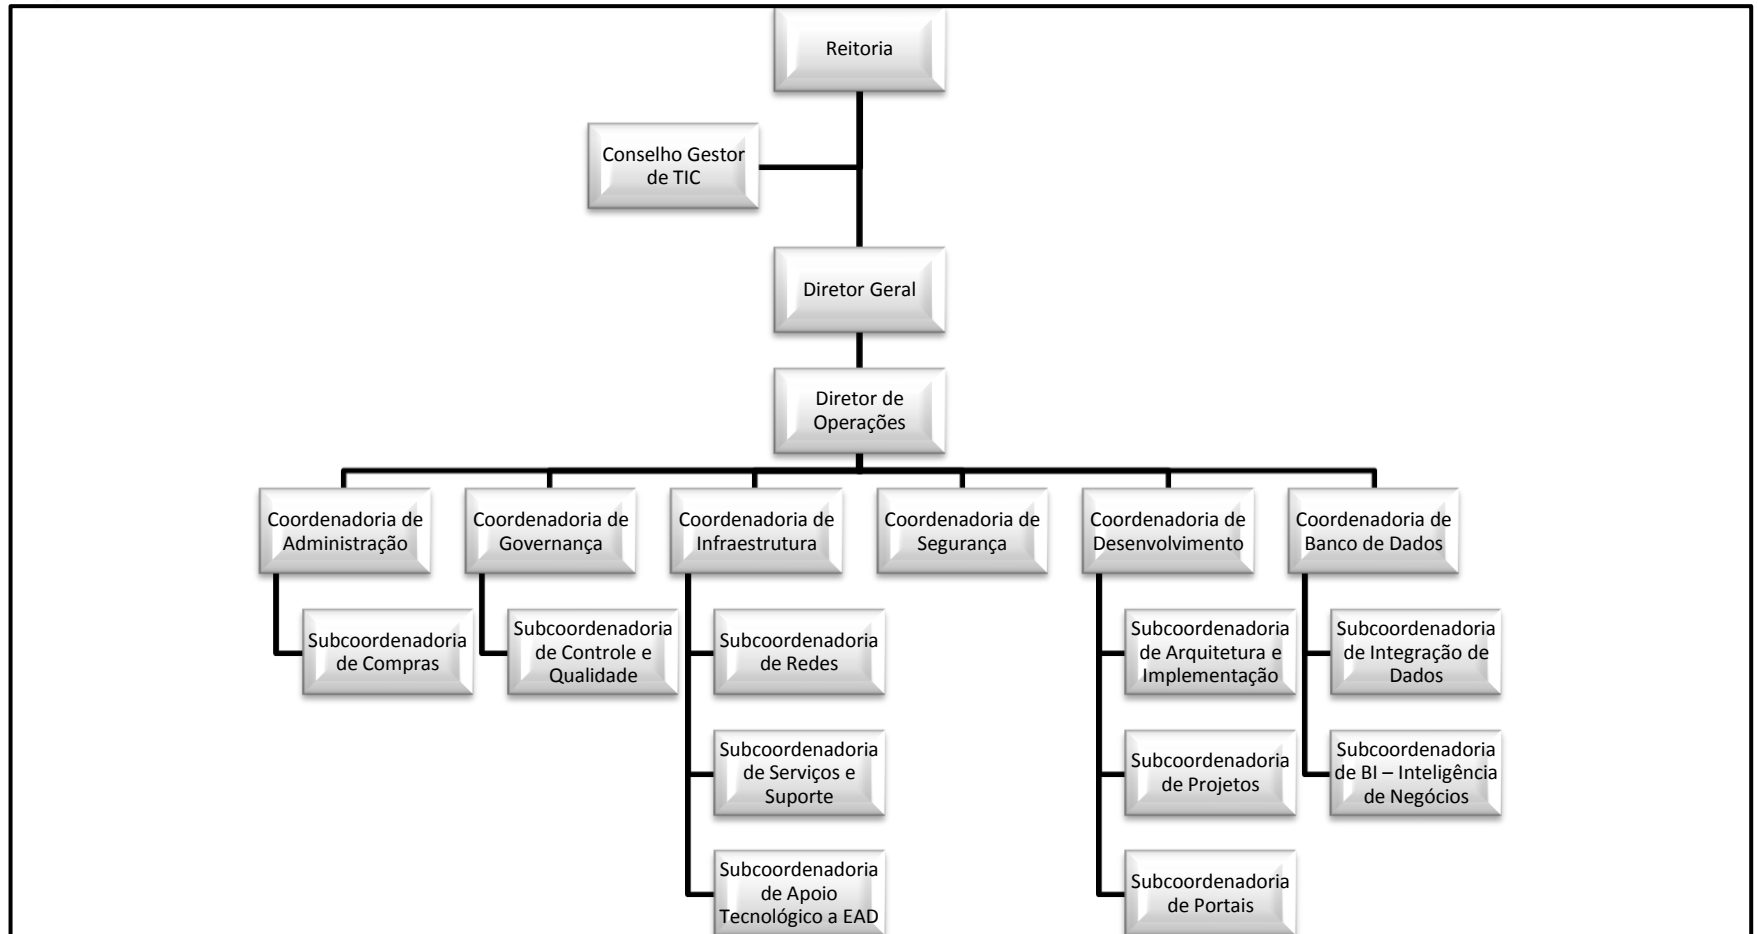 Reitoria
Conselho Gestor
de TIC
Diretor Geral
Diretor de
Operações
Coordenadoria de
Administração
Coordenadoria de
Governança
Coordenadoria de
Infraestrutura
Coordenadoria de
Segurança
Coordenadoria de
Desenvolvimento
Coordenadoria de
Banco de Dados
Subcoordenadoria
de Compras
Subcoordenadoria
de Controle e
Qualidade
Subcoordenadoria
de Redes
Subcoordenadoria
de Serviços e
Suporte
Subcoordenadoria
de Apoio
Tecnológico a EAD
Subcoordenadoria
de Arquitetura e
Implementação
Subcoordenadoria
de Projetos
Subcoordenadoria
de Portais
Subcoordenadoria
de Integração de
Dados
Subcoordenadoria
de BI – Inteligência
de Negócios